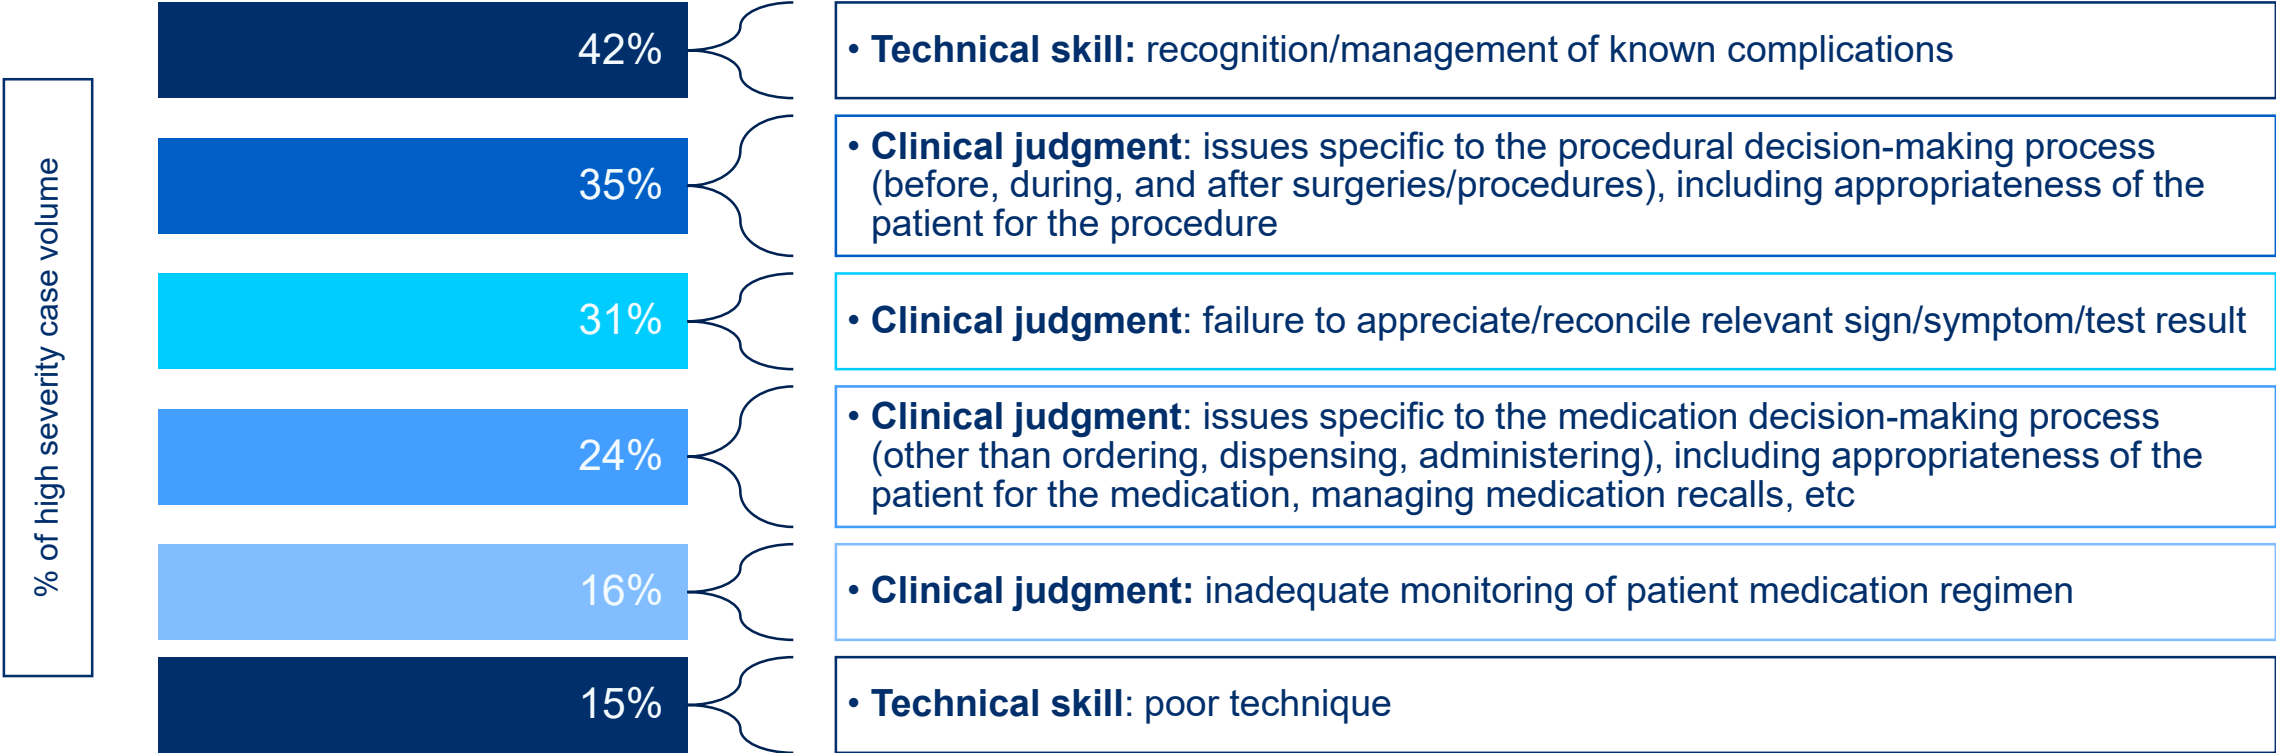 % of high severity case volume
42%
• Technical skill: recognition/management of known complications
35%
• Clinical judgment: issues specific to the procedural decision-making process
(before, during, and after surgeries/procedures), including appropriateness of the
patient for the procedure
31%
• Clinical judgment: failure to appreciate/reconcile relevant sign/symptom/test result
24%
• Clinical judgment: issues specific to the medication decision-making process
(other than ordering, dispensing, administering), including appropriateness of the
patient for the medication, managing medication recalls, etc
16%
• Clinical judgment: inadequate monitoring of patient medication regimen
15%
• Technical skill: poor technique